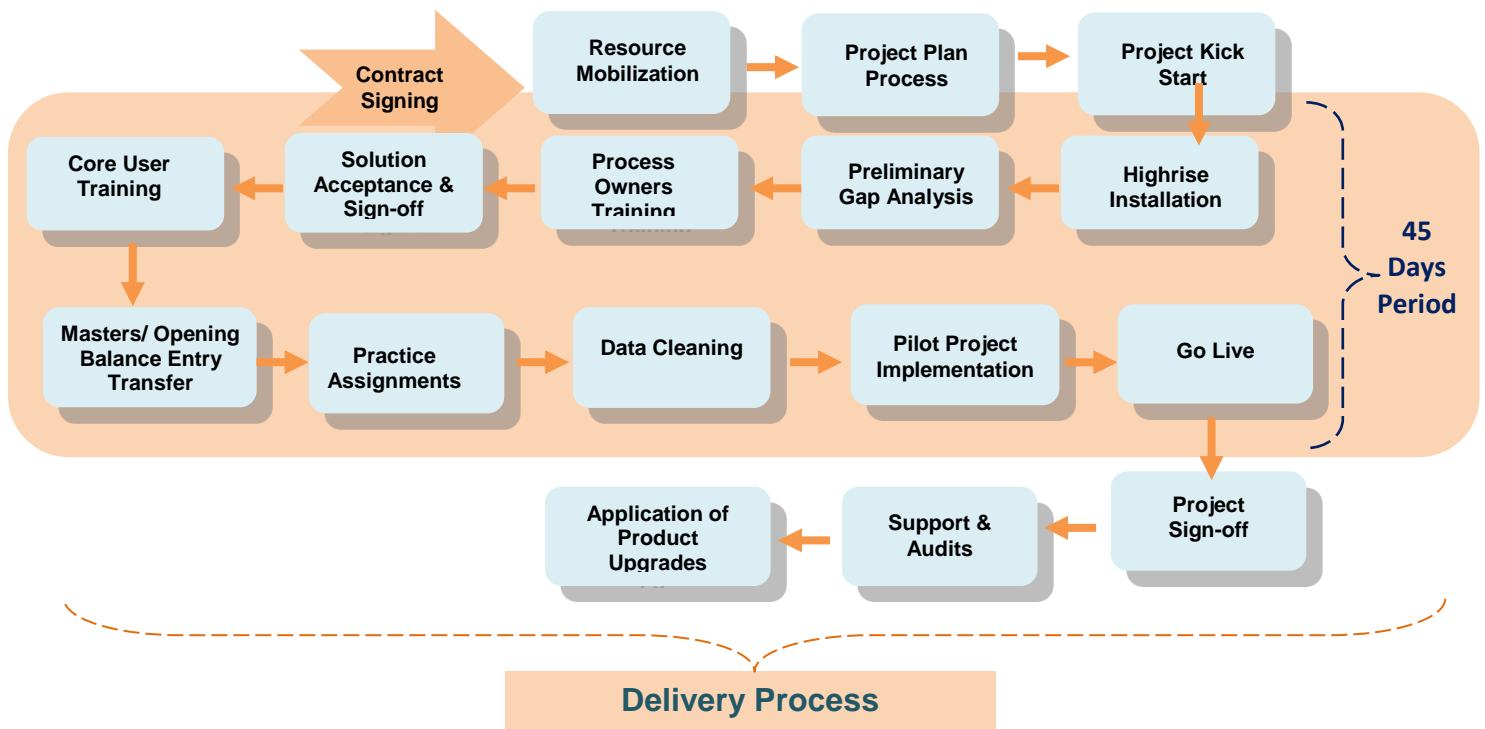 Contract
Signing
Resource
Mobilization
Project Plan
Process
Project Kick
Start
Highrise
Installation
Preliminary
Gap Analysis
Process
Owners
Training
Solution
Acceptance &
Sign-off
Core User
Training
45
Days
Period
Masters/ Opening
Balance Entry
Transfer
Practice
Assignments
Data Cleaning
Pilot Project
Implementation
Go Live
Project
Sign-off
Support &
Audits
Application of
Product
Upgrades
Delivery Process